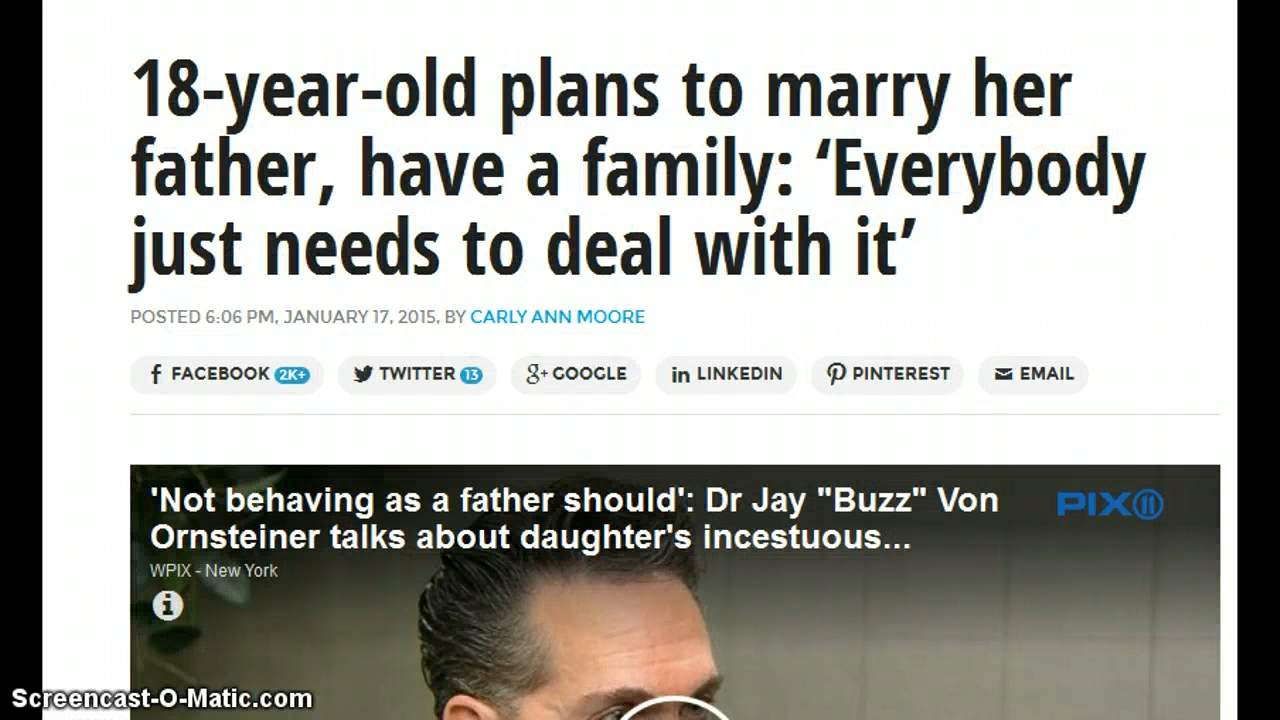 18-year-old plans to marry her
father, have a family: ‘Everybody
just needs to deal with it’
POSTED 6:06 PM, JANUARY 17, 2015, BY CARLY ANN MOORE
f FACEBOOK 2K+ TWITTER 13 g+ GOOGLE in LINKEDIN PINTEREST EMAIL
'Not behaving as a father should': Dr Jay "Buzz" Von
Ornsteiner talks about daughter's incestuous...
PIX11
WPIX - New York
i
Screencast-O-Matic.com